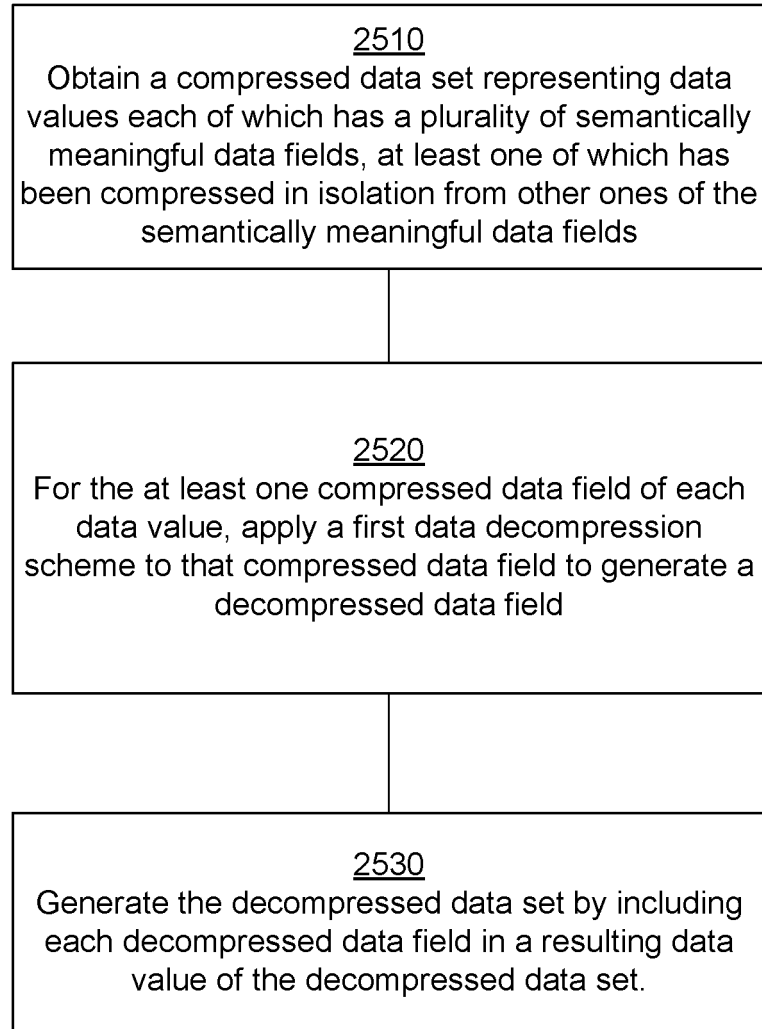 2510
Obtain a compressed data set representing data
values each of which has a plurality of semantically
meaningful data fields, at least one of which has
been compressed in isolation from other ones of the
semantically meaningful data fields
2520
For the at least one compressed data field of each
data value, apply a first data decompression
scheme to that compressed data field to generate a
decompressed data field
2530
Generate the decompressed data set by including
each decompressed data field in a resulting data
value of the decompressed data set.